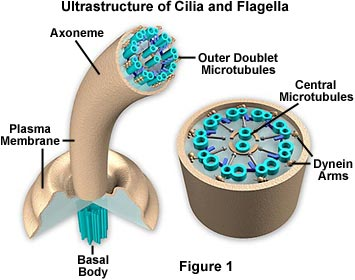 Ultrastructure of Cilia and Flagella
Axoneme
Outer Doublet
Microtubules
Central
Microtubules
Plasma
Membrane
Dynein
Arms
Basal
Body
Figure 1